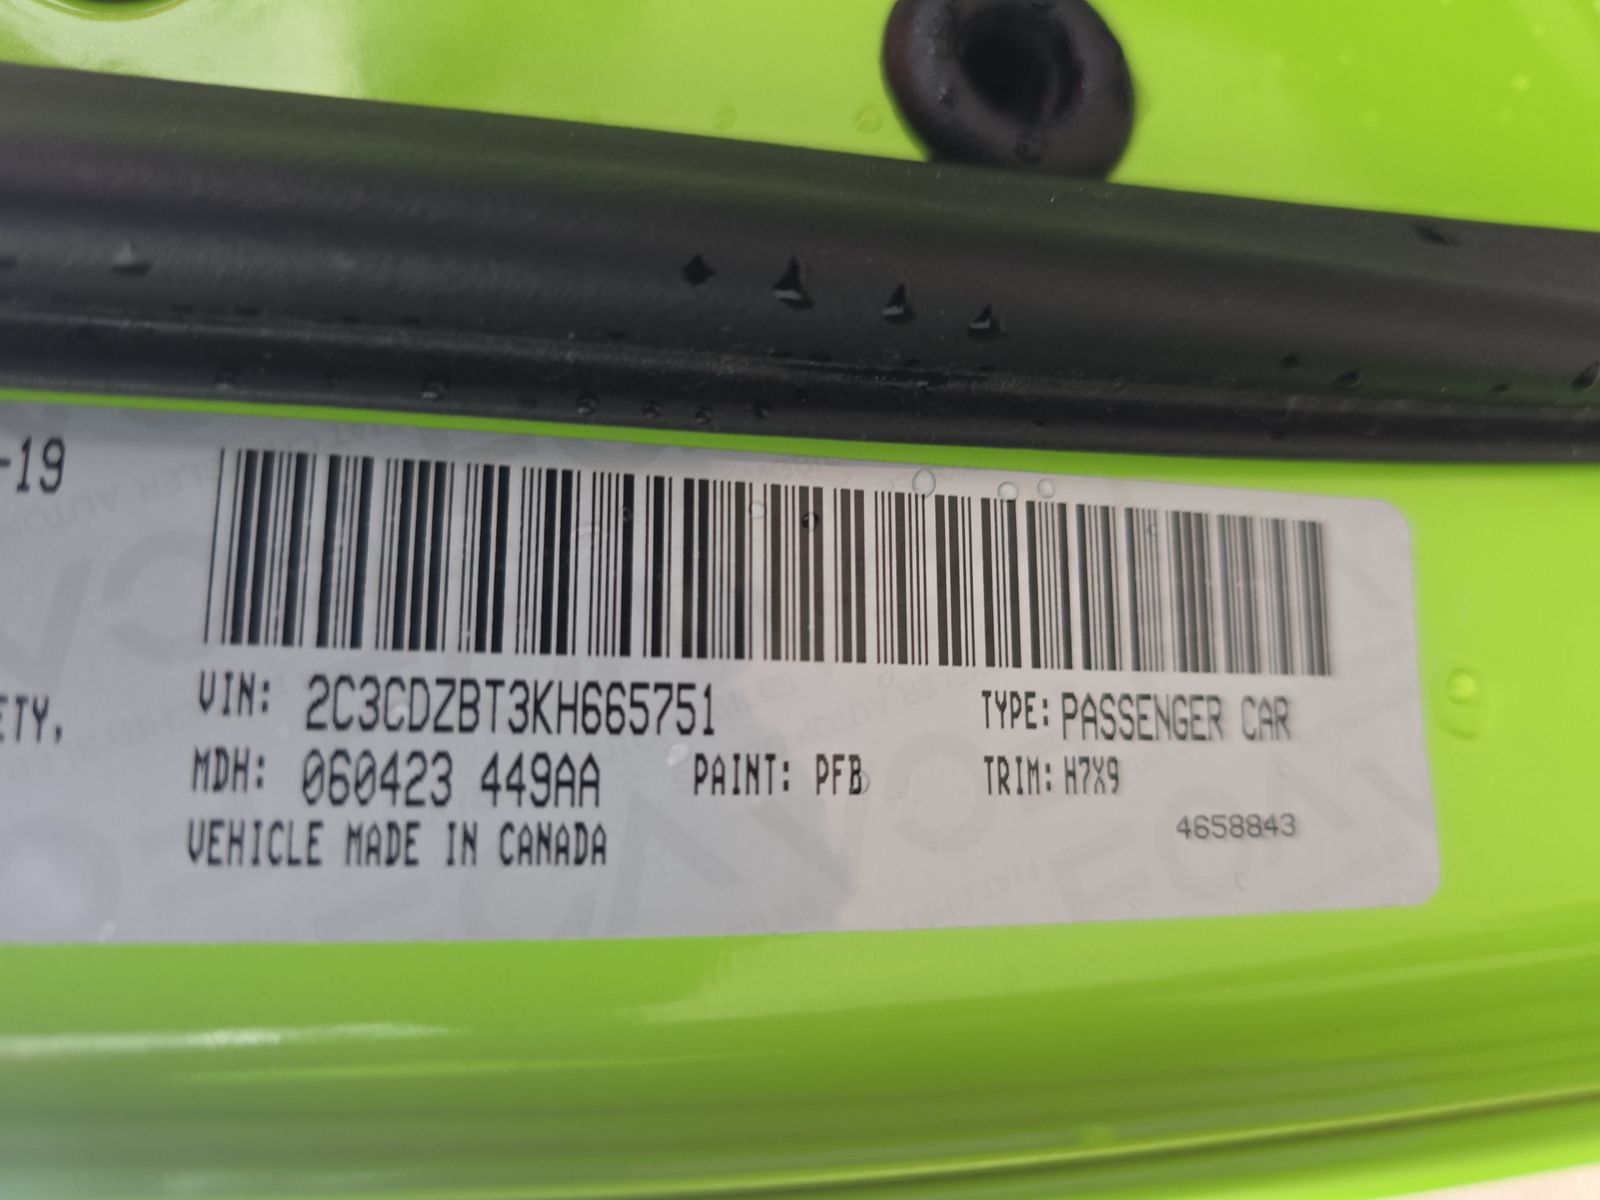 -19
ETY,
VIN: 2C3CDZBT3KH665751 TYPE: PASSENGER CAR
MDH: 060423 449AA PAINT: PFB TRIM: H7X9
VEHICLE MADE IN CANADA
4658843